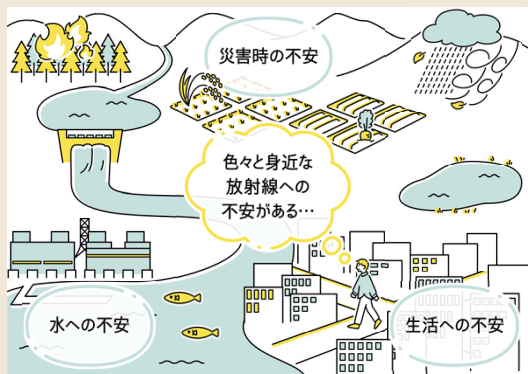 災害時の不安
色々と身近な
放射線への
不安がある…
水への不安
生活への不安